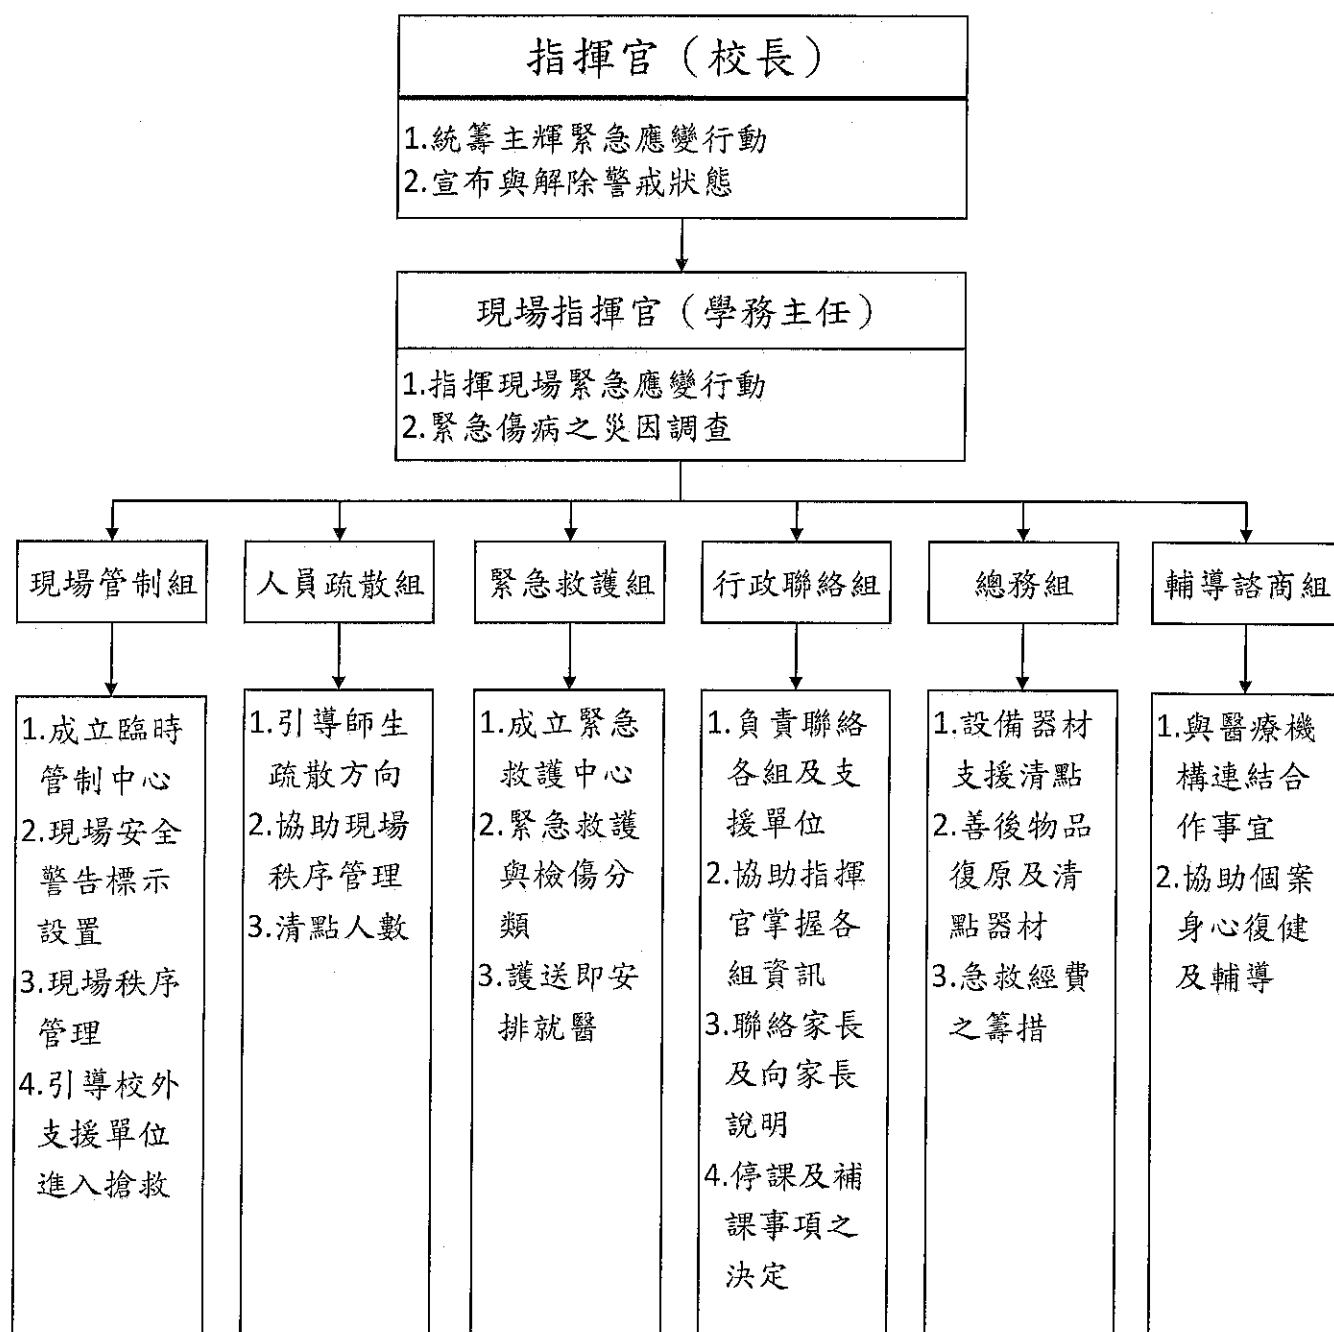 指揮官（校長）
1.統籌主輝緊急應變行動
2.宣布與解除警戒狀態
現場指揮官（學務主任）
1.指揮現場緊急應變行動
2.緊急傷病之災因調查
現場管制組
人員疏散組
緊急救護組
行政聯絡組
總務組
輔導諮商組
1.成立臨時
管制中心
2.現場安全
警告標示
設置
3.現場秩序
管理
4.引導校外
支援單位
進入搶救
1.引導師生
疏散方向
2.協助現場
秩序管理
3.清點人數
1.成立緊急
救護中心
2.緊急救護
與檢傷分
類
3.護送即安
排就醫
1.負責聯絡
各組及支
援單位
2.協助指揮
官掌握各
組資訊
3.聯絡家長
及向家長
說明
4.停課及補
課事項之
決定
1.設備器材
支援清點
2.善後物品
復原及清
點器材
3.急救經費
之籌措
1.與醫療機
構連結合
作事宜
2.協助個案
身心復健
及輔導